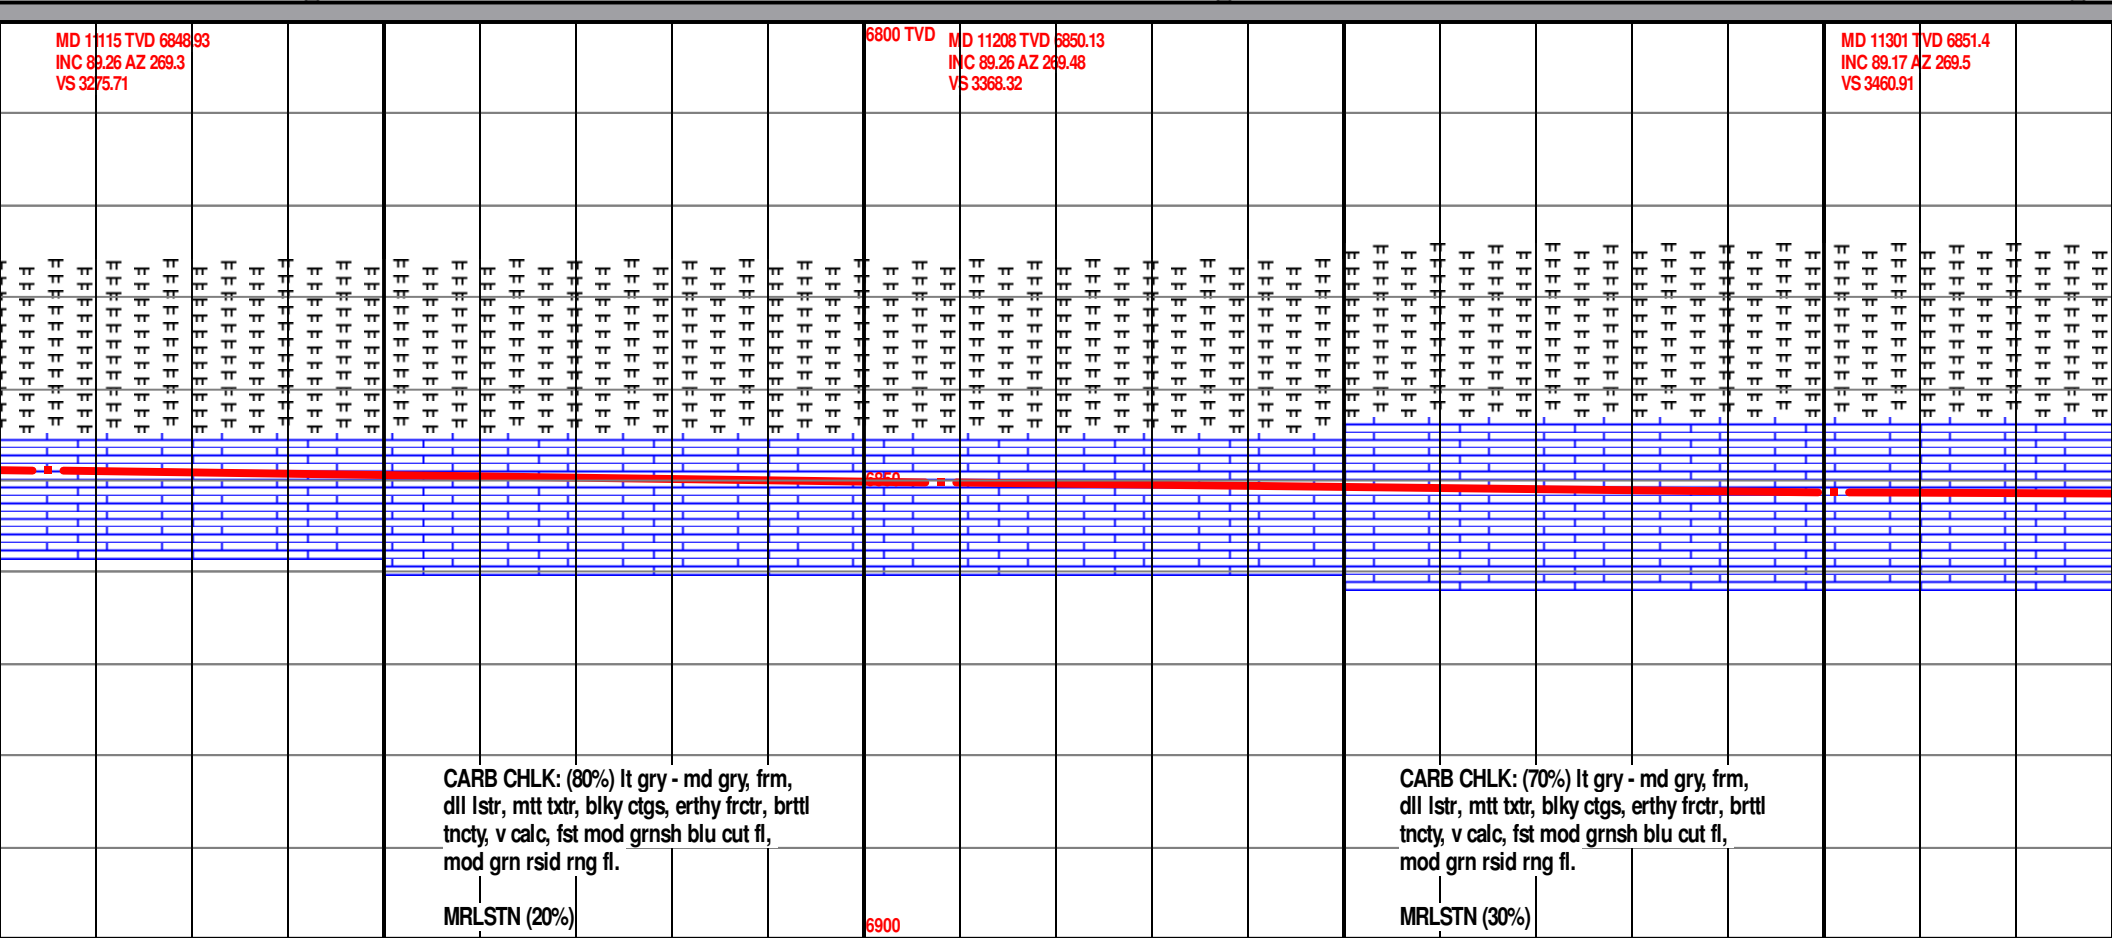 MD 11115 TVD 6848.93
INC 89.26 AZ 269.3
VS 3275.71
6800 TVD
MD 11208 TVD 6850.13
INC 89.26 AZ 269.48
VS 3368.32
MD 11301 TVD 6851.4
INC 89.17 AZ 269.5
VS 3460.91
6850
CARB CHLK: (80%) lt gry - md gry, frm,
dll lstr, mtt txtr, blky ctgs, erthy frctr, brttl
tncty, v calc, fst mod grnsh blu cut fl,
mod grn rsid rng fl.
MRLSTN (20%)
6900
CARB CHLK: (70%) lt gry - md gry, frm,
dll lstr, mtt txtr, blky ctgs, erthy frctr, brttl
tncty, v calc, fst mod grnsh blu cut fl,
mod grn rsid rng fl.
MRLSTN (30%)